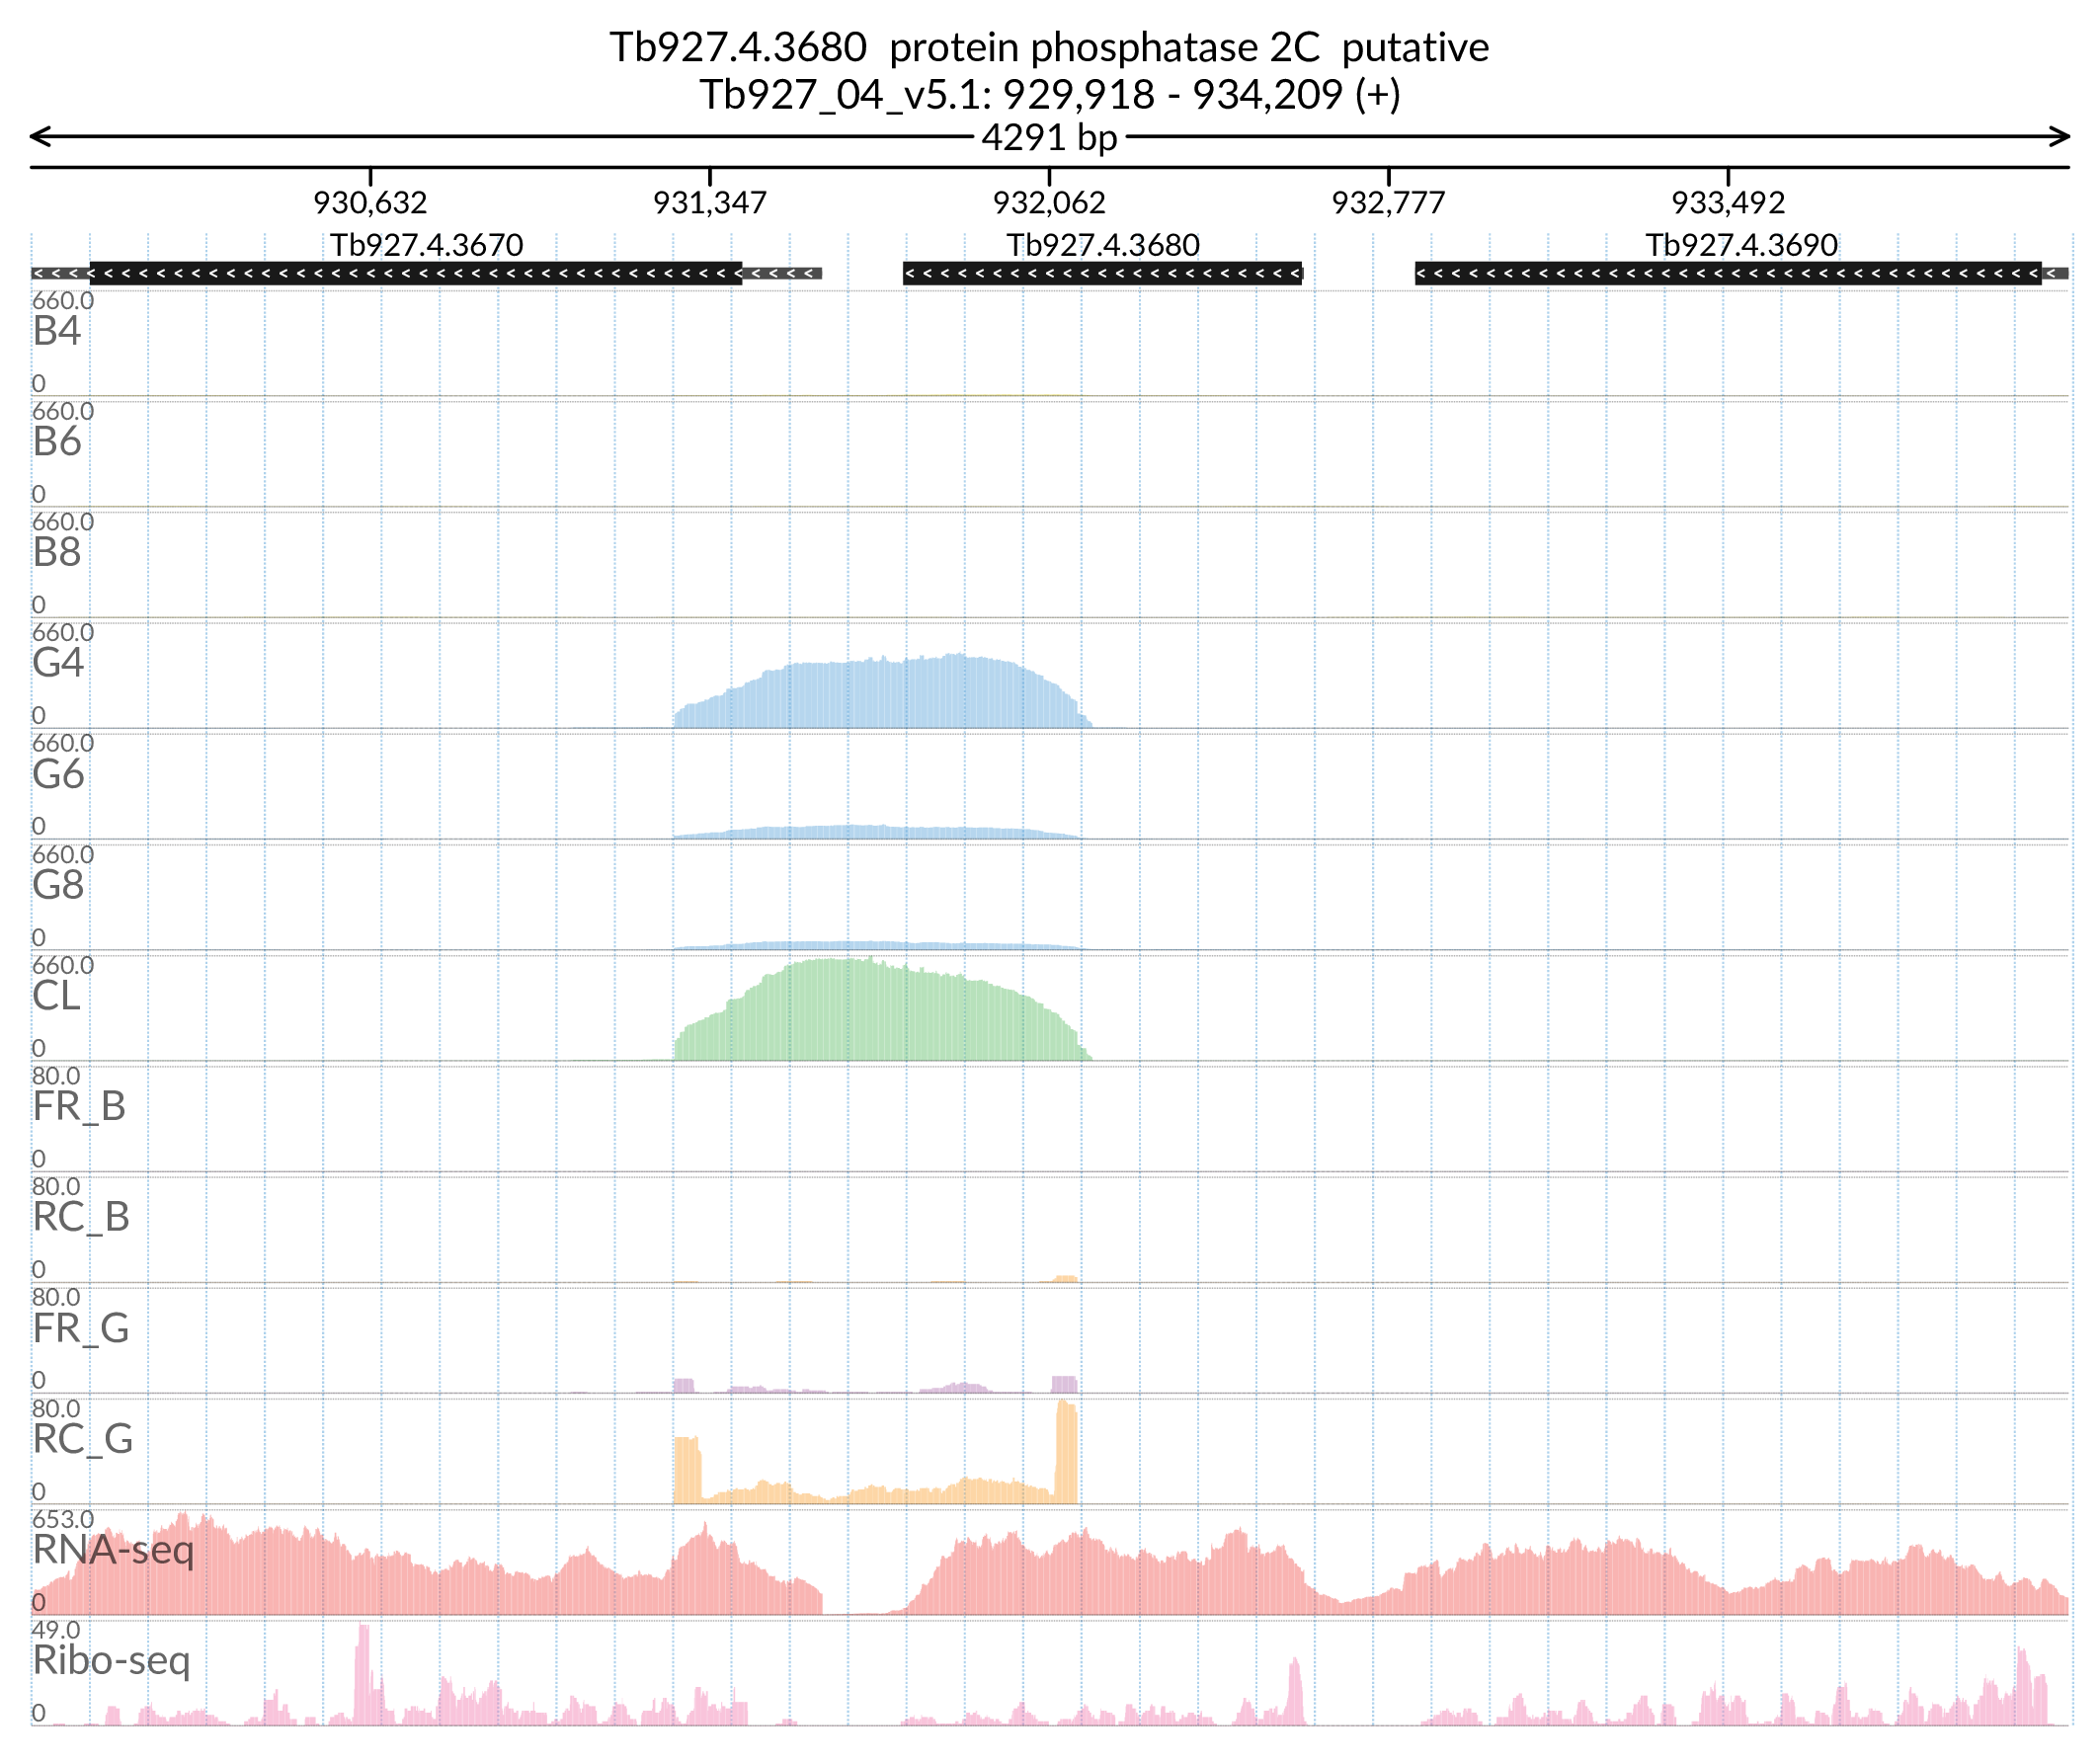 Tb927.4.3680  protein phosphatase 2C  putative
Tb927_04_v5.1: 929,918 - 934,209 (+)
4291 bp
930,632 931,347 932,062 932,777 933,492
Tb927.4.3670 Tb927.4.3680 Tb927.4.3690
660.0
B4
0
660.0
B6
0
660.0
B8
0
660.0
G4
0
660.0
G6
0
660.0
G8
0
660.0
CL
0
80.0
FR_B
0
80.0
RC_B
0
80.0
FR_G
0
80.0
RC_G
0
653.0
RNA-seq
0
49.0
Ribo-seq
0